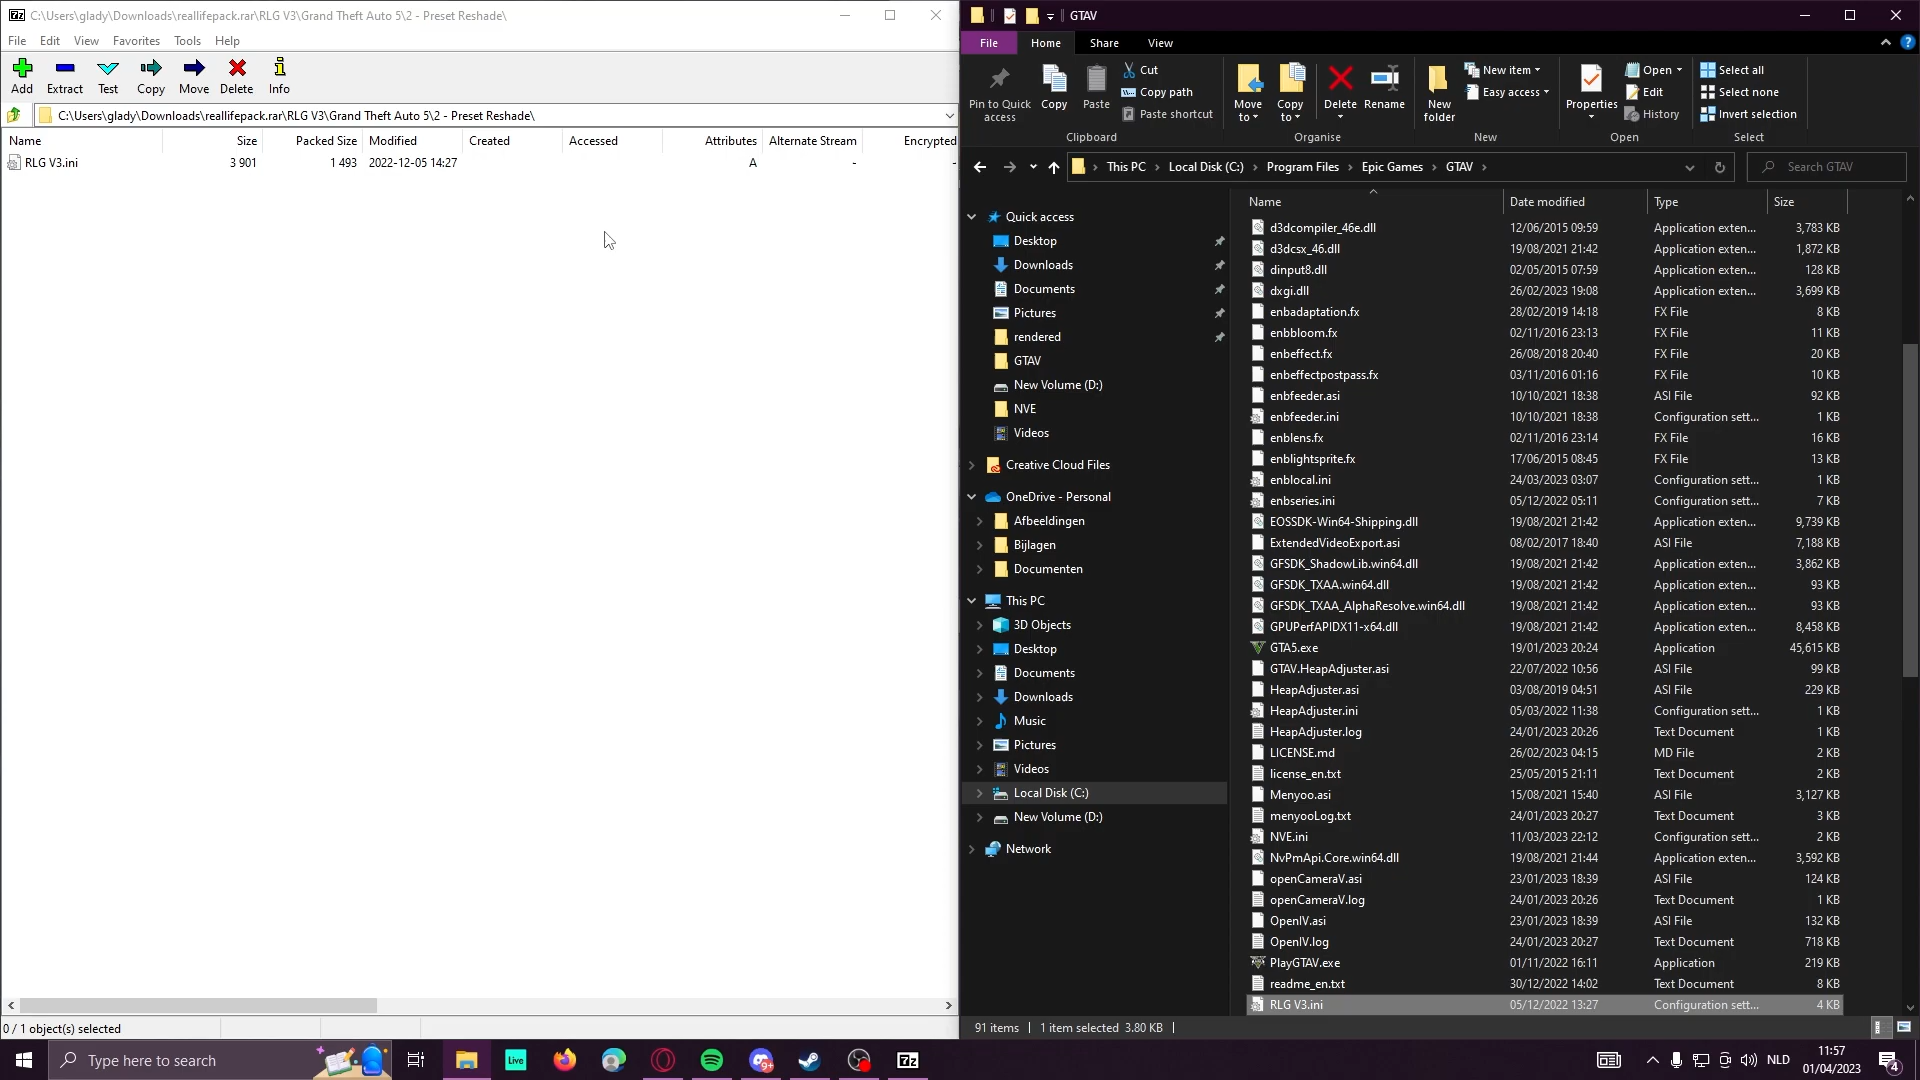 C:\Users\glady\Downloads\reallifepack.rar\RLG V3\Grand Theft Auto 5\2 - Preset Reshade\
File Edit View Favorites Tools Help
Add Extract Test Copy Move Delete Info
C:\Users\glady\Downloads\reallifepack.rar\RLG V3\Grand Theft Auto 5\2 - Preset Reshade\
Name Size Packed Size Modified Created Accessed Attributes Alternate Stream Encrypted
RLG V3.ini 3 901 1 493 2022-12-05 14:27 A - -
0 / 1 object(s) selected
GTAV
File Home Share View
Pin to Quick access
Copy
Paste
Cut
Copy path
Paste shortcut
Clipboard
Move to
Copy to
Delete
Rename
Organise
New folder
New item
Easy access
New
Properties
Open
Edit
History
Open
Select all
Select none
Invert selection
Select
This PC > Local Disk (C:) > Program Files > Epic Games > GTAV >
Search GTAV
Quick access
Desktop
Downloads
Documents
Pictures
rendered
GTAV
New Volume (D:)
NVE
Videos
Creative Cloud Files
OneDrive - Personal
Afbeeldingen
Bijlagen
Documenten
This PC
3D Objects
Desktop
Documents
Downloads
Music
Pictures
Videos
Local Disk (C:)
New Volume (D:)
Network
Name Date modified Type Size
d3dcompiler_46e.dll 12/06/2015 09:59 Application exten... 3,783 KB
d3dcsx_46.dll 19/08/2021 21:42 Application exten... 1,872 KB
dinput8.dll 02/05/2015 07:59 Application exten... 128 KB
dxgi.dll 26/02/2023 19:08 Application exten... 3,699 KB
enbadaptation.fx 28/02/2019 14:18 FX File 8 KB
enbbloom.fx 02/11/2016 23:13 FX File 11 KB
enbeffect.fx 26/08/2018 20:40 FX File 20 KB
enbeffectpostpass.fx 03/11/2016 01:16 FX File 10 KB
enbfeeder.asi 10/10/2021 18:38 ASI File 92 KB
enbfeeder.ini 10/10/2021 18:38 Configuration sett... 1 KB
enblens.fx 02/11/2016 23:14 FX File 16 KB
enblightsprite.fx 17/06/2015 08:45 FX File 13 KB
enblocal.ini 24/03/2023 03:07 Configuration sett... 1 KB
enbseries.ini 05/12/2022 05:11 Configuration sett... 7 KB
EOSSDK-Win64-Shipping.dll 19/08/2021 21:42 Application exten... 9,739 KB
ExtendedVideoExport.asi 08/02/2017 18:40 ASI File 7,188 KB
GFSDK_ShadowLib.win64.dll 19/08/2021 21:42 Application exten... 3,862 KB
GFSDK_TXAA.win64.dll 19/08/2021 21:42 Application exten... 93 KB
GFSDK_TXAA_AlphaResolve.win64.dll 19/08/2021 21:42 Application exten... 93 KB
GPUPerfAPIDX11-x64.dll 19/08/2021 21:42 Application exten... 8,458 KB
GTA5.exe 19/01/2023 20:24 Application 45,615 KB
GTAV.HeapAdjuster.asi 22/07/2022 10:56 ASI File 99 KB
HeapAdjuster.asi 03/08/2019 04:51 ASI File 229 KB
HeapAdjuster.ini 05/03/2022 11:38 Configuration sett... 1 KB
HeapAdjuster.log 24/01/2023 20:26 Text Document 1 KB
LICENSE.md 26/02/2023 04:15 MD File 2 KB
license_en.txt 25/05/2015 21:11 Text Document 2 KB
Menyoo.asi 15/08/2021 15:40 ASI File 3,127 KB
menyooLog.txt 24/01/2023 20:27 Text Document 3 KB
NVE.ini 11/03/2023 22:12 Configuration sett... 2 KB
NvPmApi.Core.win64.dll 19/08/2021 21:44 Application exten... 3,592 KB
openCameraV.asi 23/01/2023 18:39 ASI File 124 KB
openCameraV.log 24/01/2023 20:26 Text Document 1 KB
OpenIV.asi 23/01/2023 18:39 ASI File 132 KB
OpenIV.log 24/01/2023 20:27 Text Document 718 KB
PlayGTAV.exe 01/11/2022 16:11 Application 219 KB
readme_en.txt 30/12/2022 14:02 Text Document 8 KB
RLG V3.ini 05/12/2022 13:27 Configuration sett... 4 KB
91 items 1 item selected 3.80 KB
Type here to search
Live
9+
7z
NLD
11:57
01/04/2023
4